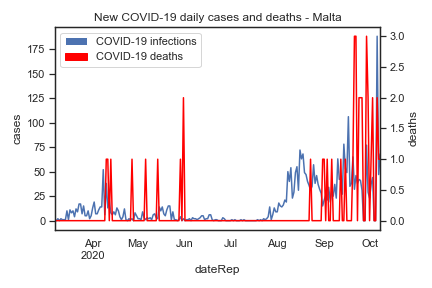 New COVID-19 daily cases and deaths - Malta
COVID-19 infections
COVID-19 deaths
cases
175
150
125
100
75
50
25
0
3.0
2.5
2.0
1.5
1.0
0.5
0.0
deaths
Apr May Jun Jul Aug Sep Oct
2020
dateRep